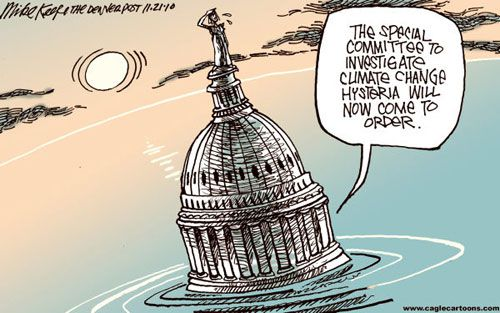 Mike Keefe THE DENVER POST 11-21-10
THE SPECIAL
COMMITTEE TO
INVESTIGATE
CLIMATE CHANGE
HYSTERIA WILL
NOW COME TO
ORDER.
www.caglecartoons.com